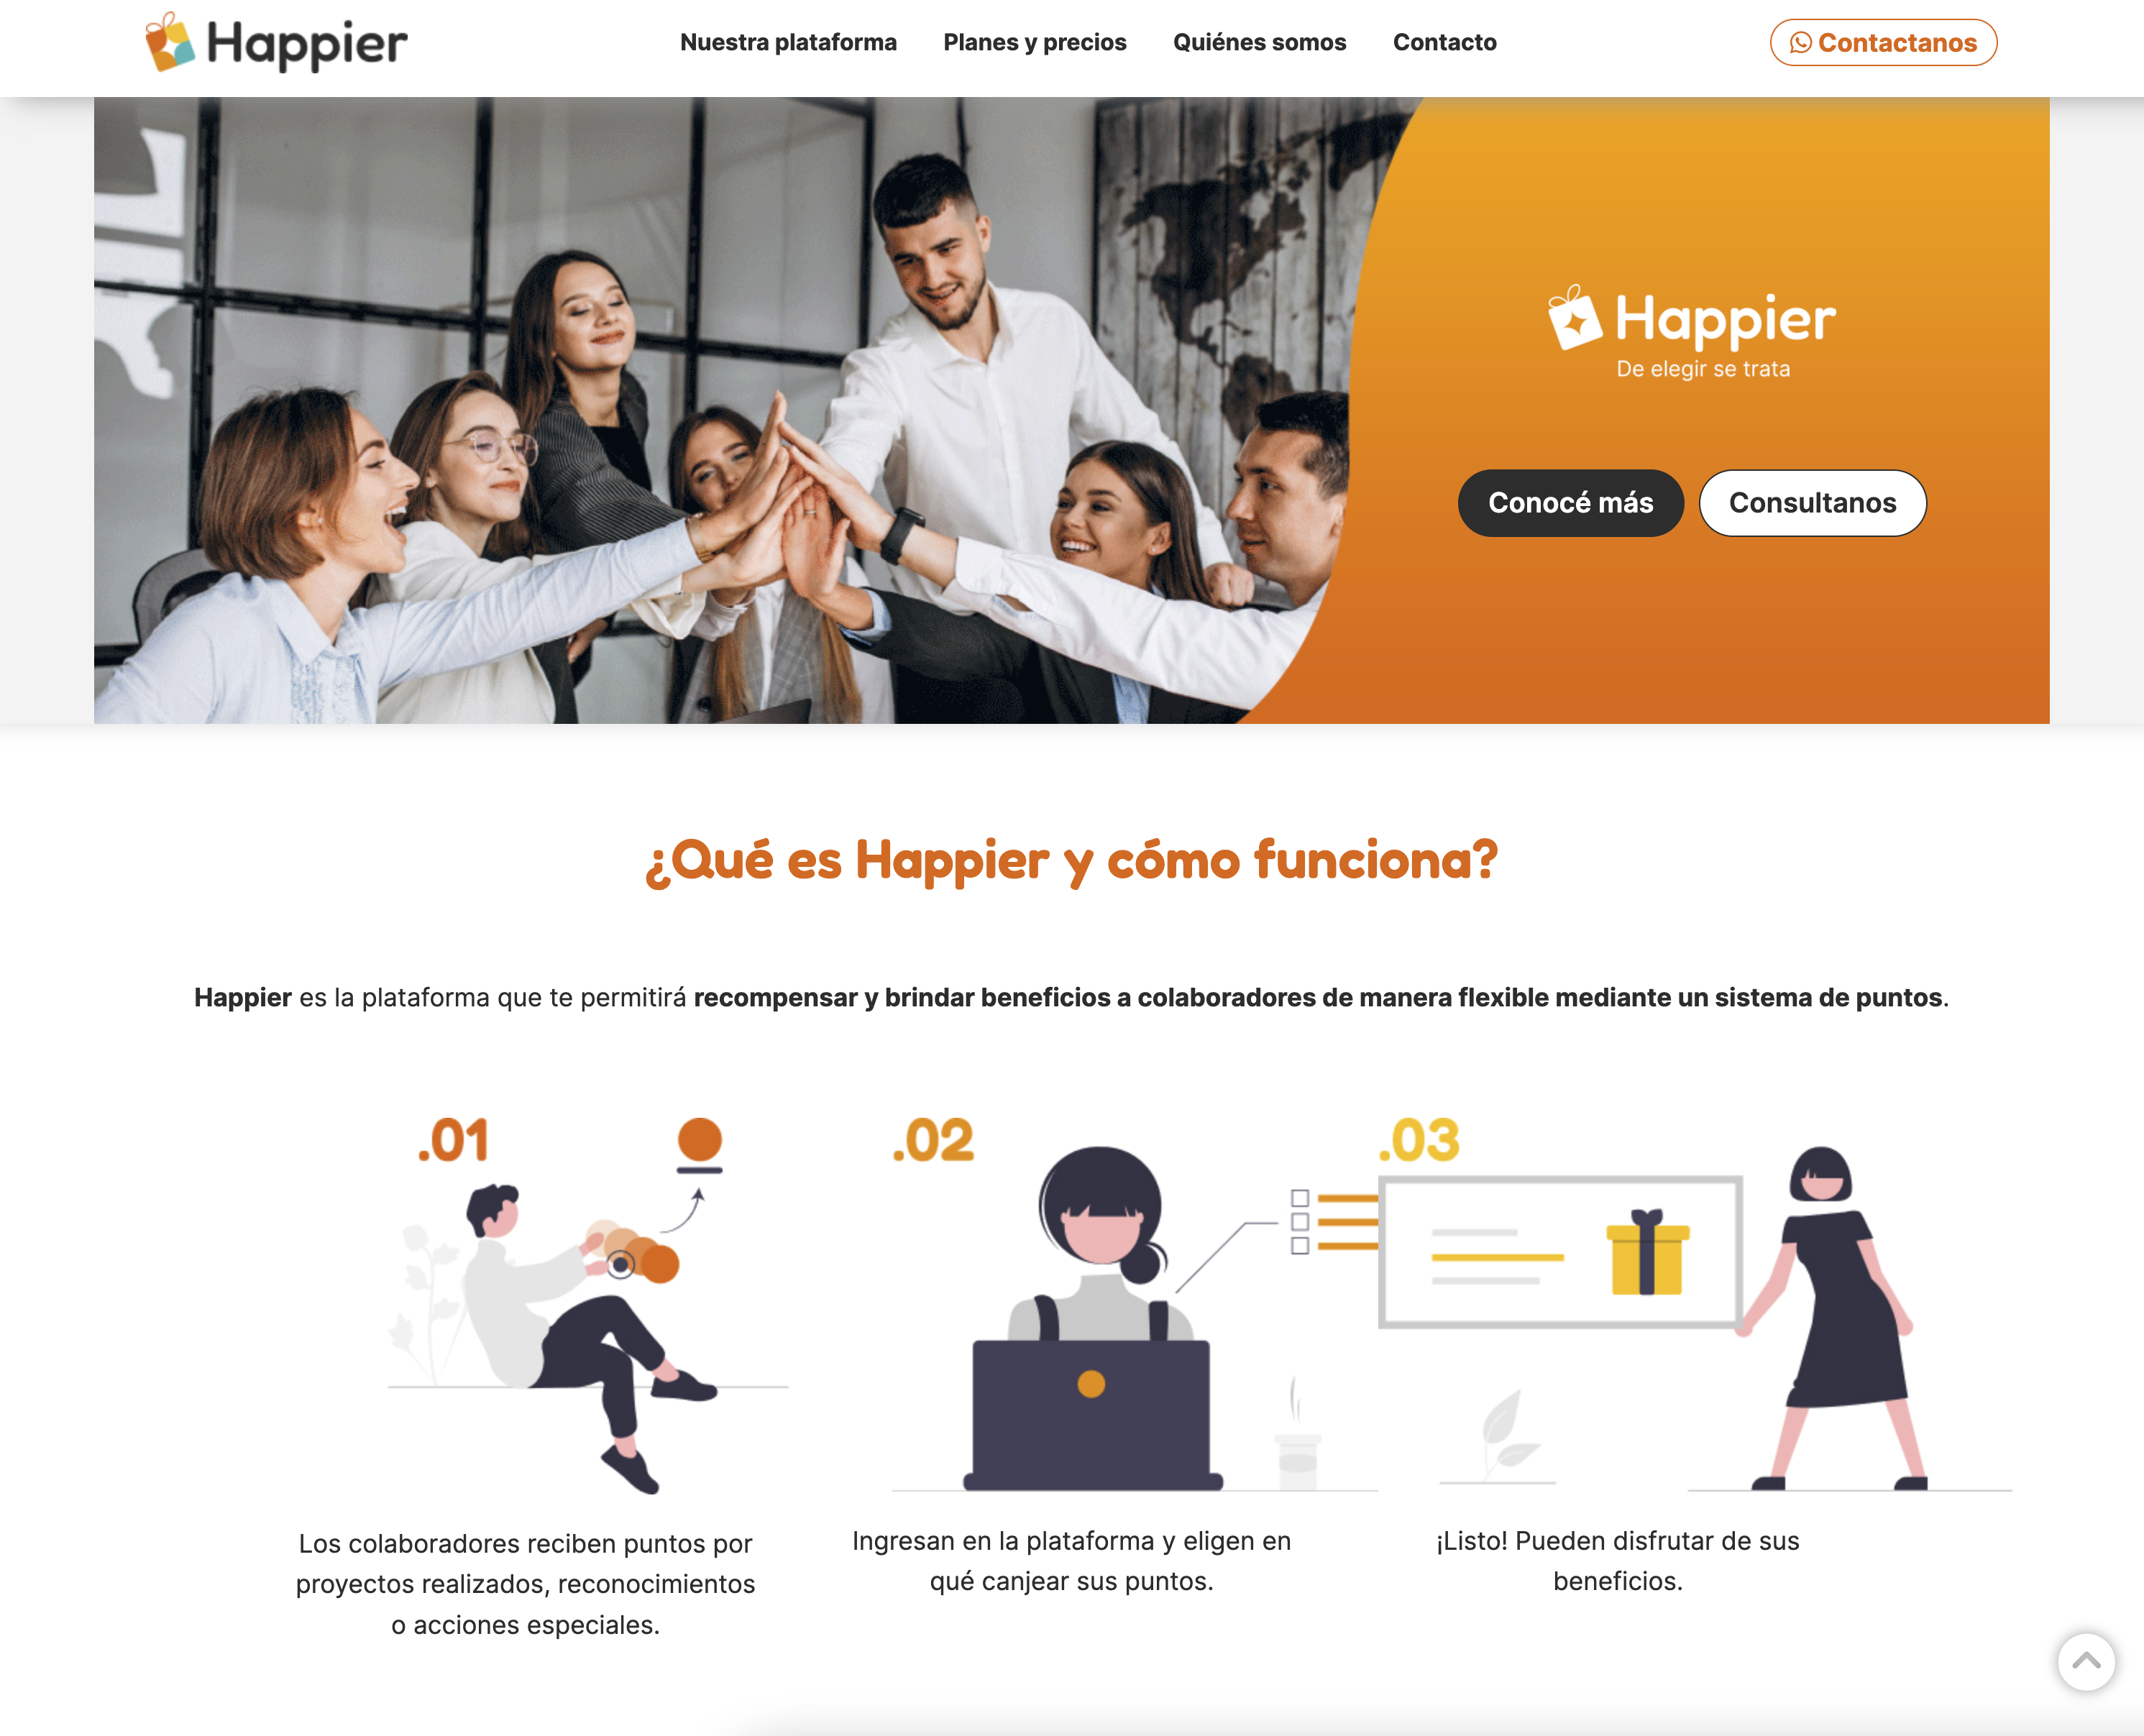 Happier
Nuestra plataforma
Planes y precios
Quiénes somos
Contacto
Contactanos
Happier
De elegir se trata
Conocé más
Consultanos
¿Qué es Happier y cómo funciona?
Happier es la plataforma que te permitirá recompensar y brindar beneficios a colaboradores de manera flexible mediante un sistema de puntos.
.01
Los colaboradores reciben puntos por
proyectos realizados, reconocimientos
o acciones especiales.
.02
Ingresan en la plataforma y eligen en
qué canjear sus puntos.
.03
¡Listo! Pueden disfrutar de sus
beneficios.